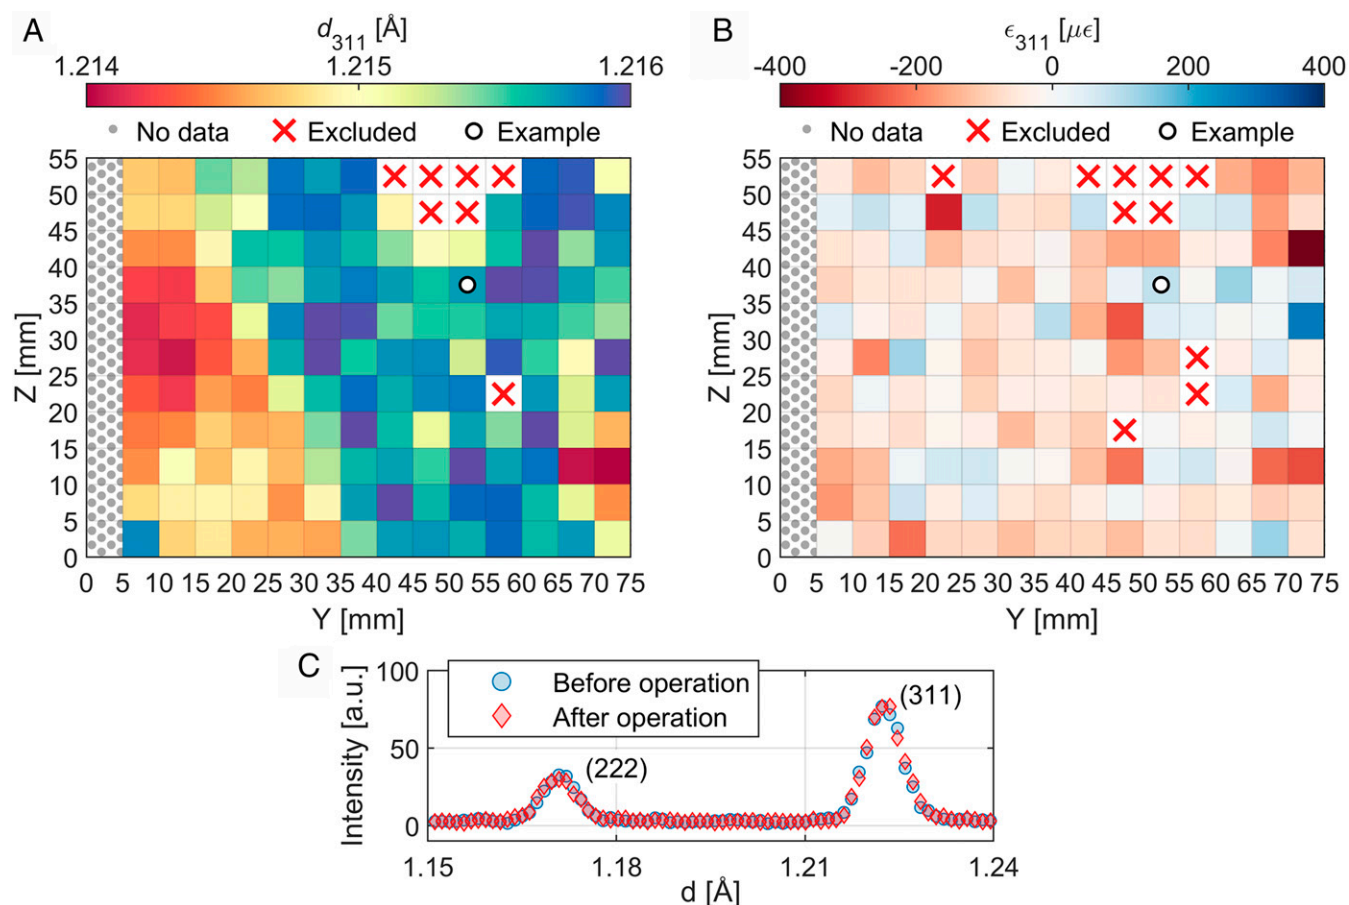 A
d311 [Å]
1.214 1.215 1.216
No data Excluded Example
55
50
45
40
35
30
25
20
15
10
5
0
Z [mm]
0 5 10 15 20 25 30 35 40 45 50 55 60 65 70 75
Y [mm]
B
ϵ311 [µϵ]
-400 -200 0 200 400
No data Excluded Example
55
50
45
40
35
30
25
20
15
10
5
0
Z [mm]
0 5 10 15 20 25 30 35 40 45 50 55 60 65 70 75
Y [mm]
C
100
50
0
Intensity [a.u.]
Before operation
After operation
(222)
(311)
1.15 1.18 1.21 1.24
d [Å]